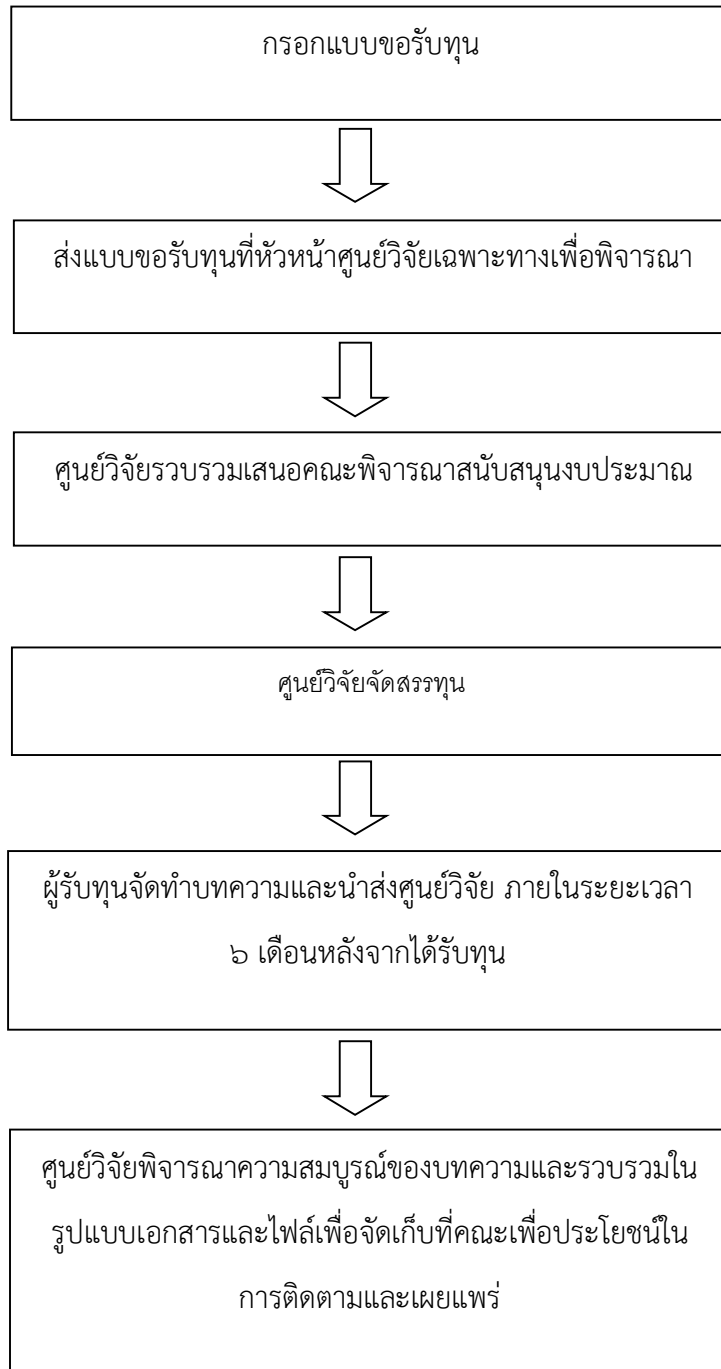 กรอกแบบขอรับทุน
ส่งแบบขอรับทุนที่หัวหน้าศูนย์วิจัยเฉพาะทางเพื่อพิจารณา
ศูนย์วิจัยรวบรวมเสนอคณะพิจารณาสนับสนุนงบประมาณ
ศูนย์วิจัยจัดสรรทุน
ผู้รับทุนจัดทำบทความและนำส่งศูนย์วิจัย ภายในระยะเวลา
๖ เดือนหลังจากได้รับทุน
ศูนย์วิจัยพิจารณาความสมบูรณ์ของบทความและรวบรวมใน
รูปแบบเอกสารและไฟล์เพื่อจัดเก็บที่คณะเพื่อประโยชน์ใน
การติดตามและเผยแพร่